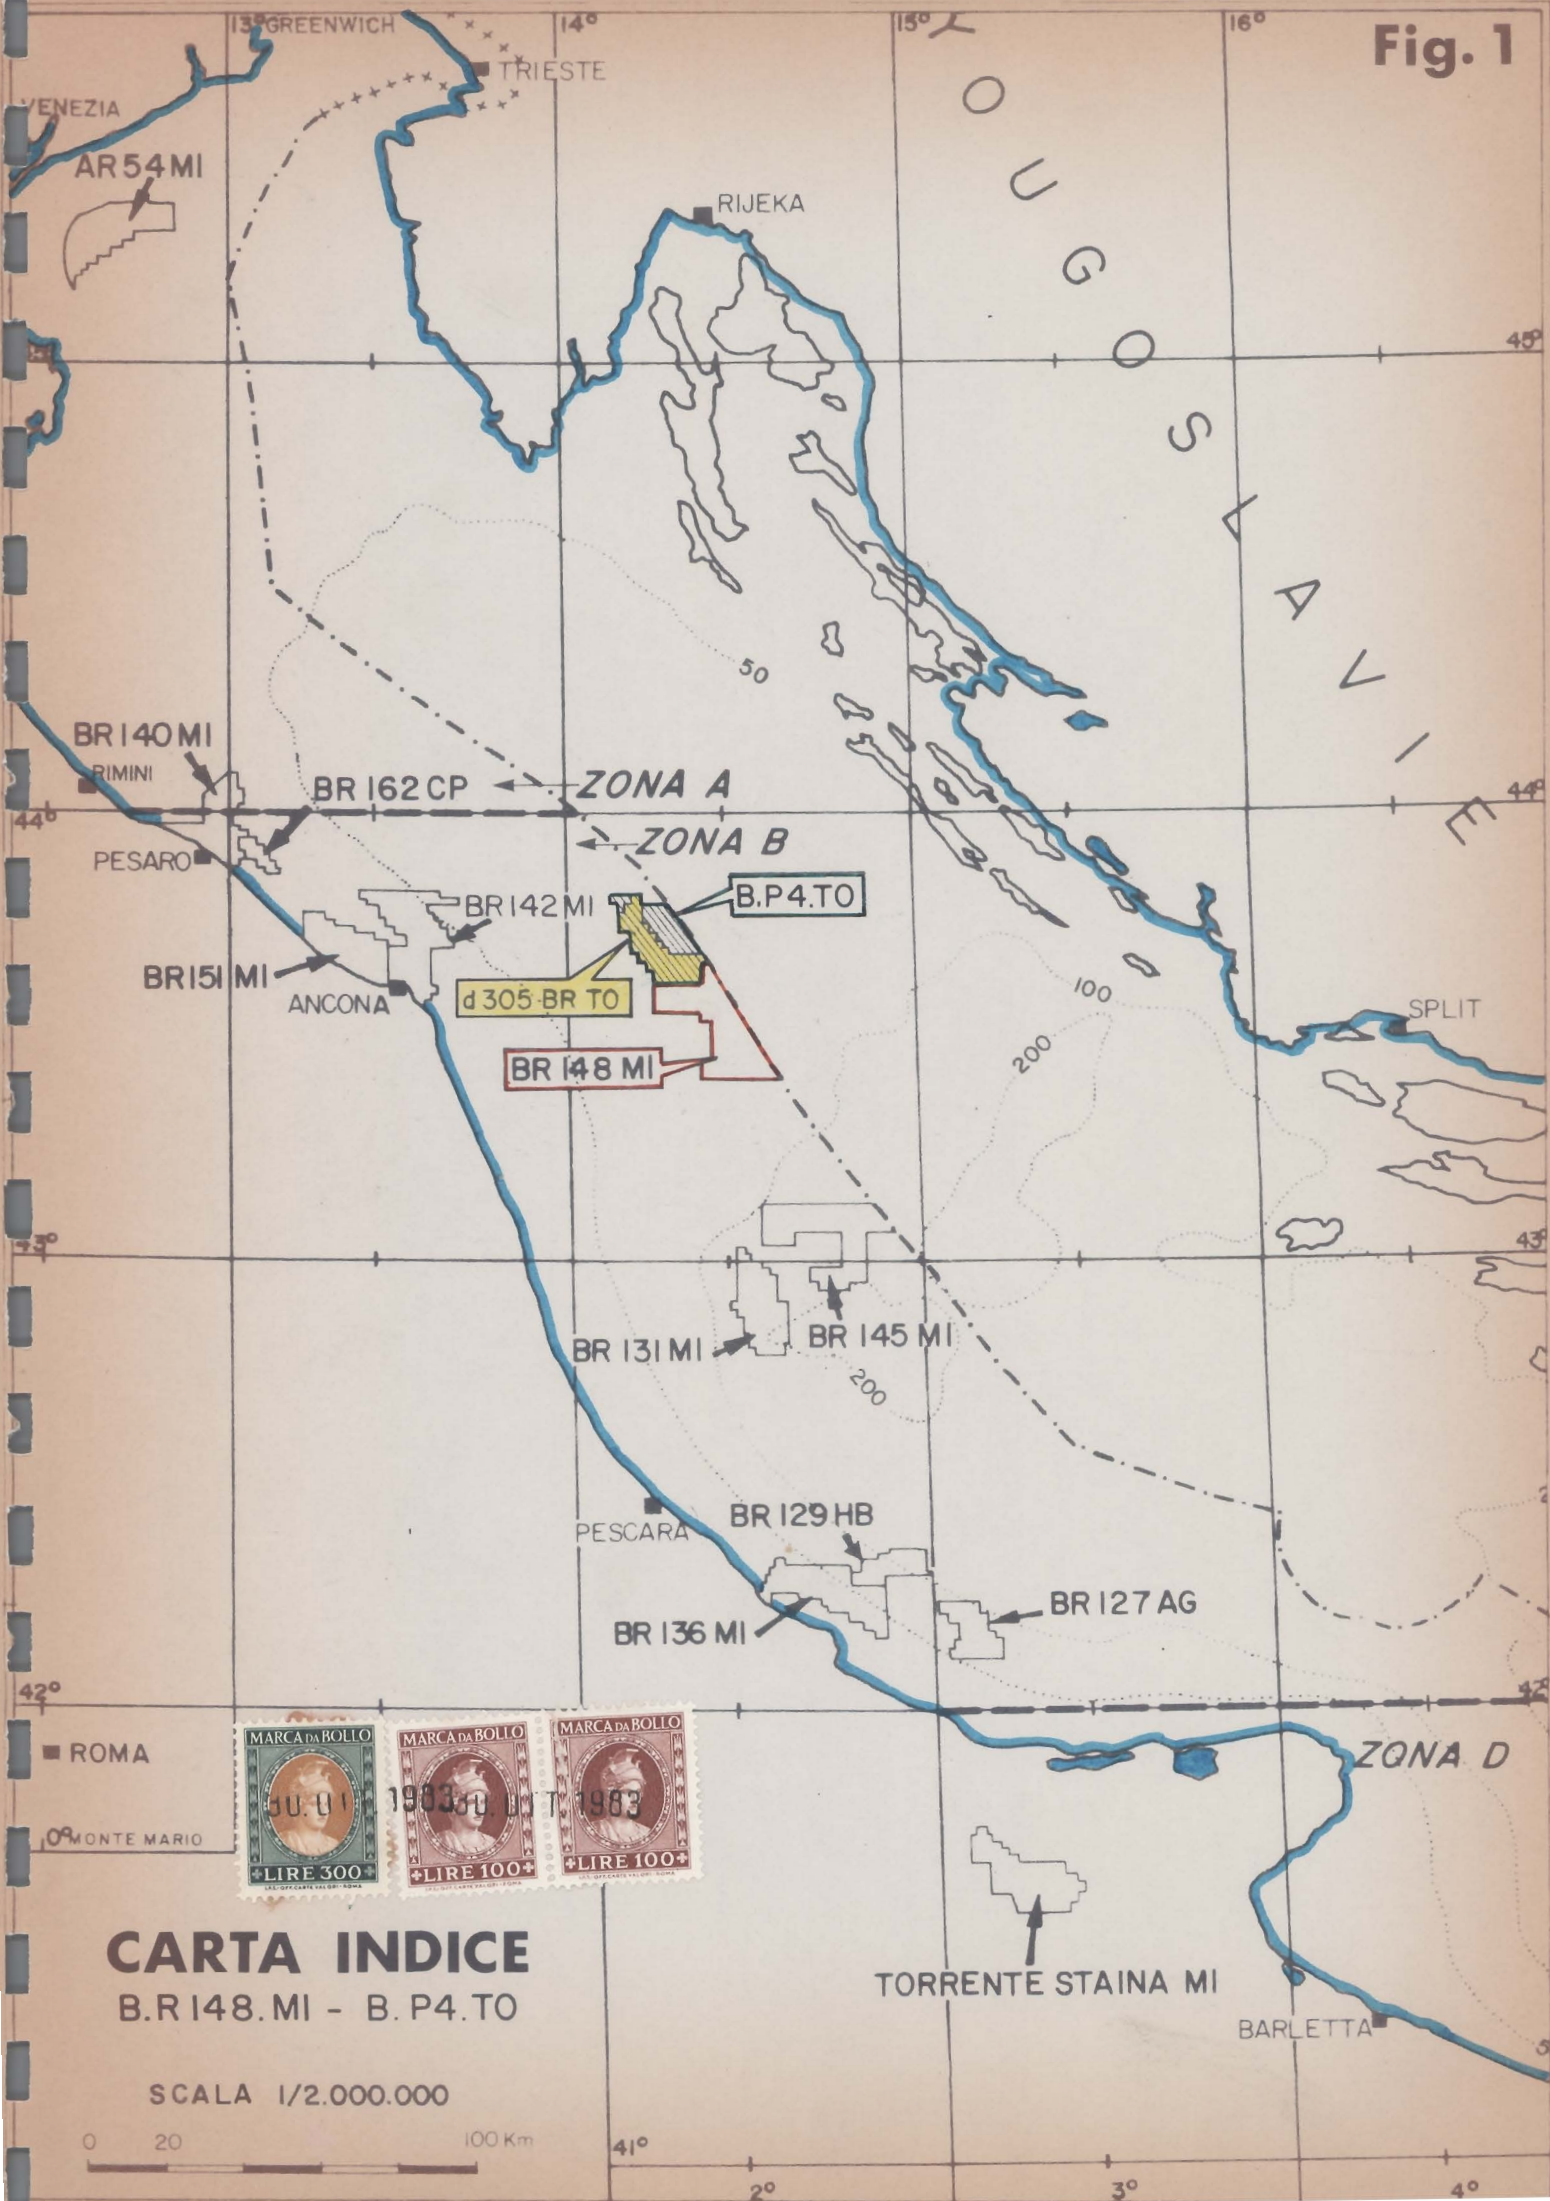 13° GREENWICH
14°
15°
16°
Fig. 1
TRIESTE
VENEZIA
AR 54 MI
RIJEKA
YOUGOSLAVIE
45°
50
BR 140 MI
RIMINI
BR 162 CP
ZONA A
44°
44°
ZONA B
PESARO
B.P4.TO
BR 142 MI
BR 151 MI
ANCONA
d 305 BR TO
100
SPLIT
200
BR 148 MI
43°
43°
BR 131 MI
BR 145 MI
200
PESCARA
BR 129 HB
BR 127 AG
BR 136 MI
42°
42°
ROMA
ZONA D
0° MONTE MARIO
MARCA DA BOLLO
LIRE 300
MARCA DA BOLLO
LIRE 100
MARCA DA BOLLO
LIRE 100
1983
1983
TORRENTE STAINA MI
BARLETTA
CARTA INDICE
B.R 148. MI - B. P4. TO
SCALA 1/2.000.000
0 20 100 Km
41°
2°
3°
4°